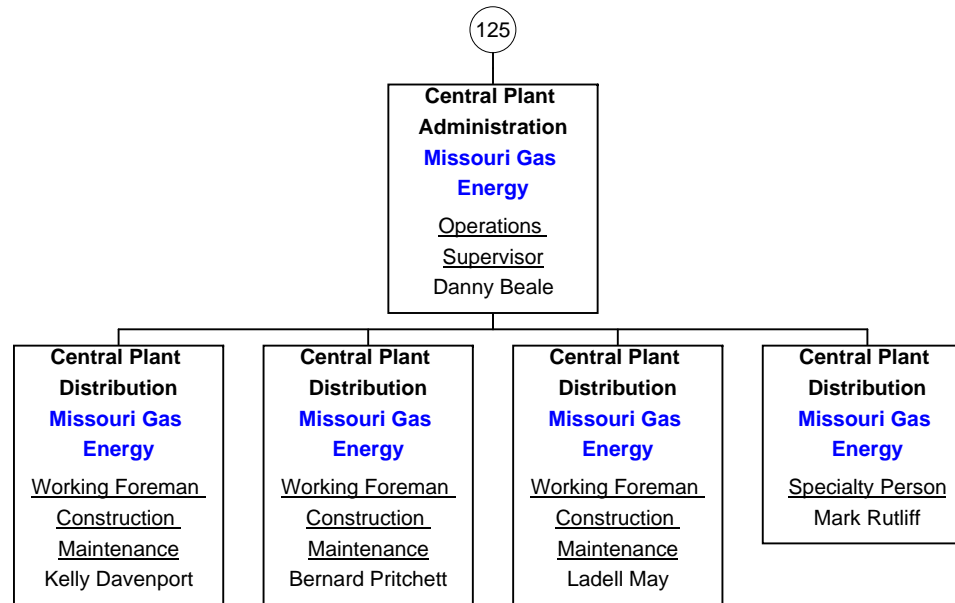 125
Central Plant
Administration
Missouri Gas
Energy
Operations
Supervisor
Danny Beale
Central Plant
Distribution
Missouri Gas
Energy
Working Foreman
Construction
Maintenance
Kelly Davenport
Central Plant
Distribution
Missouri Gas
Energy
Working Foreman
Construction
Maintenance
Bernard Pritchett
Central Plant
Distribution
Missouri Gas
Energy
Working Foreman
Construction
Maintenance
Ladell May
Central Plant
Distribution
Missouri Gas
Energy
Specialty Person
Mark Rutliff